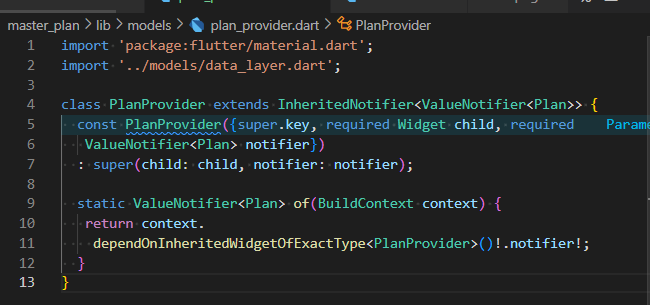 master_plan > lib > models > plan_provider.dart > PlanProvider
1 import 'package:flutter/material.dart';
2 import '../models/data_layer.dart';
3
4 class PlanProvider extends InheritedNotifier<ValueNotifier<Plan>> {
5 const PlanProvider({super.key, required Widget child, required Parame
6 ValueNotifier<Plan> notifier})
7 : super(child: child, notifier: notifier);
8
9 static ValueNotifier<Plan> of(BuildContext context) {
10 return context.
11 dependOnInheritedWidgetOfExactType<PlanProvider>()!.notifier!;
12 }
13 }